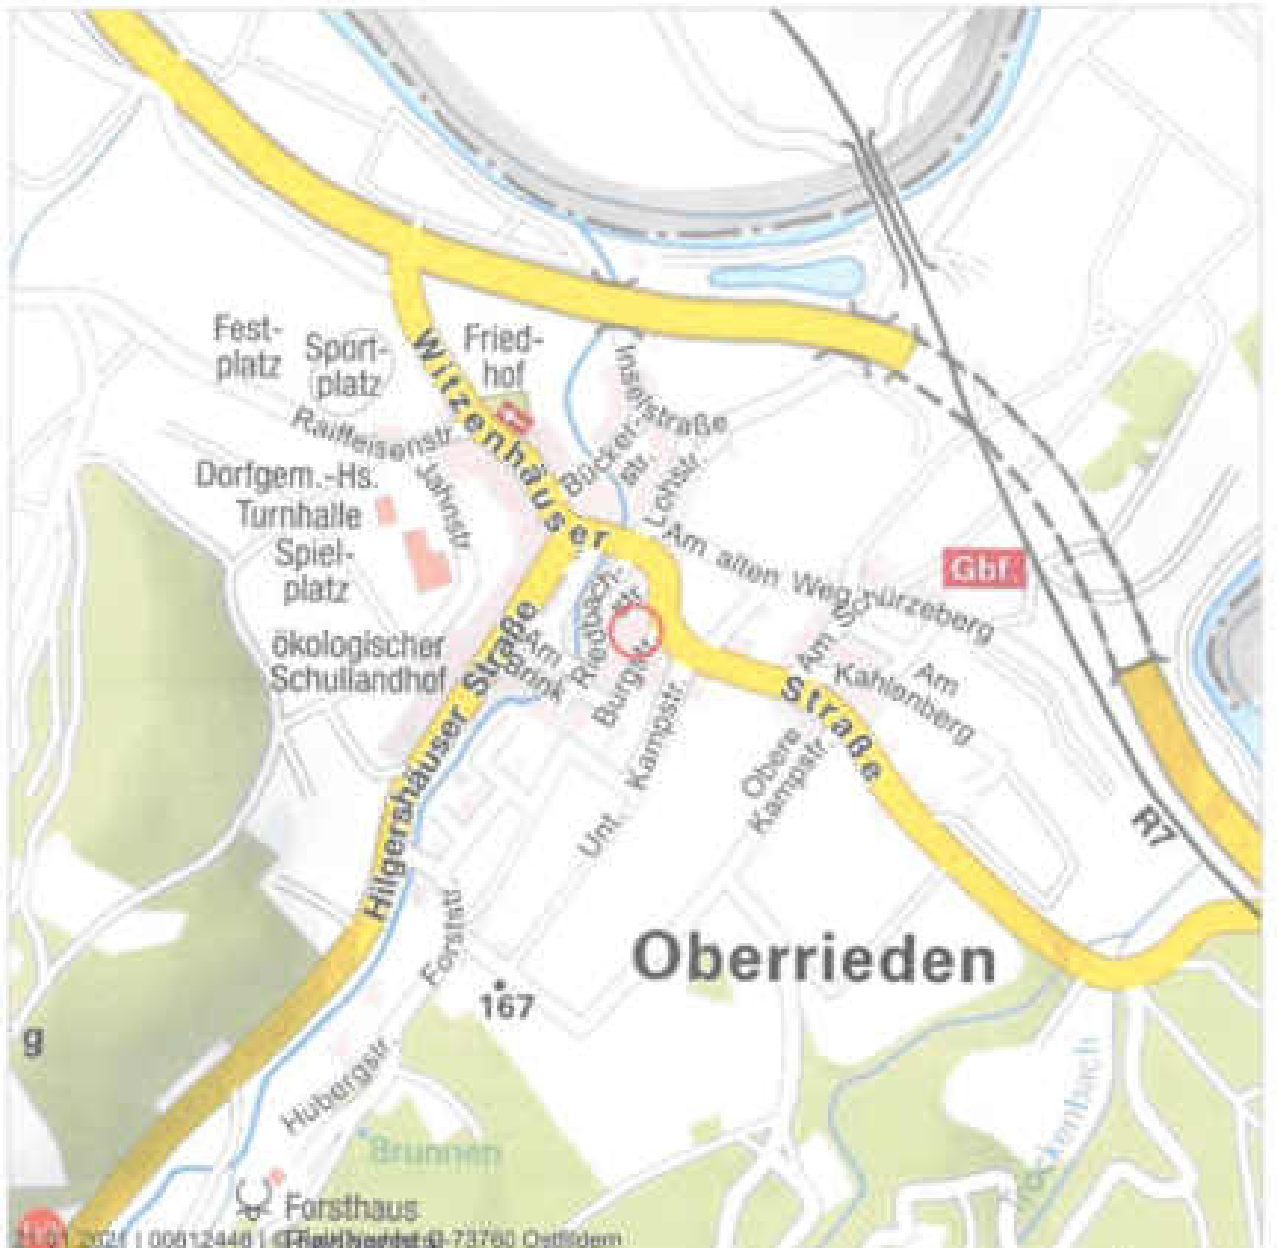 Fest-
platz
Sport-
platz
Fried-
hof
Witzenhäuser
Inselstraße
Raiffeisenstr.
Bücker-
str.
Lohstr.
Jahnstr.
Dorfgem.-Hs.
Turnhalle
Spiel-
platz
Am alten Weg
Gbf.
ökologischer
Schullandhof
Am
Brink
Riedbach-
str.
Burgstr.
Am
Kahlenberg
Am
Straße
Hilgershäuser Straße
Unt. Kampstr.
Obere
Kampstr.
R7
Forststr.
Oberrieden
167
g
Hubergstr.
Brunnen
Forsthaus
D-73760 Ostfildern